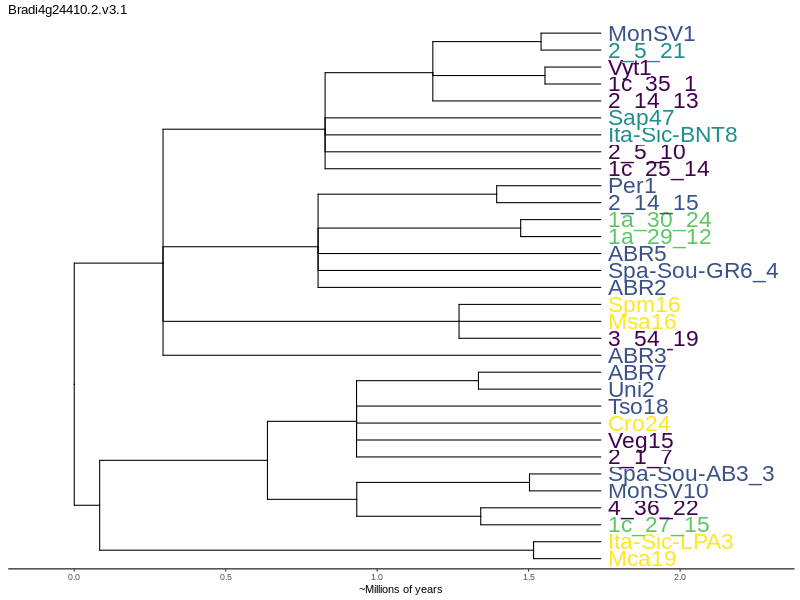 Bradi4g24410.2.v3.1
MonSV1
2_5_21
Vyt1
1c_35_1
2_14_13
Sap47
Ita-Sic-BNT8
2_5_10
1c_25_14
Per1
2_14_15
1a_30_24
1a_29_12
ABR5
Spa-Sou-GR6_4
ABR2
Spm16
Msa16
3_54_19
ABR3
ABR7
Uni2
Tso18
Cro24
Veg15
2_1_7
Spa-Sou-AB3_3
MonSV10
4_36_22
1c_27_15
Ita-Sic-LPA3
Mca19
0.0 0.5 1.0 1.5 2.0
~Millions of years